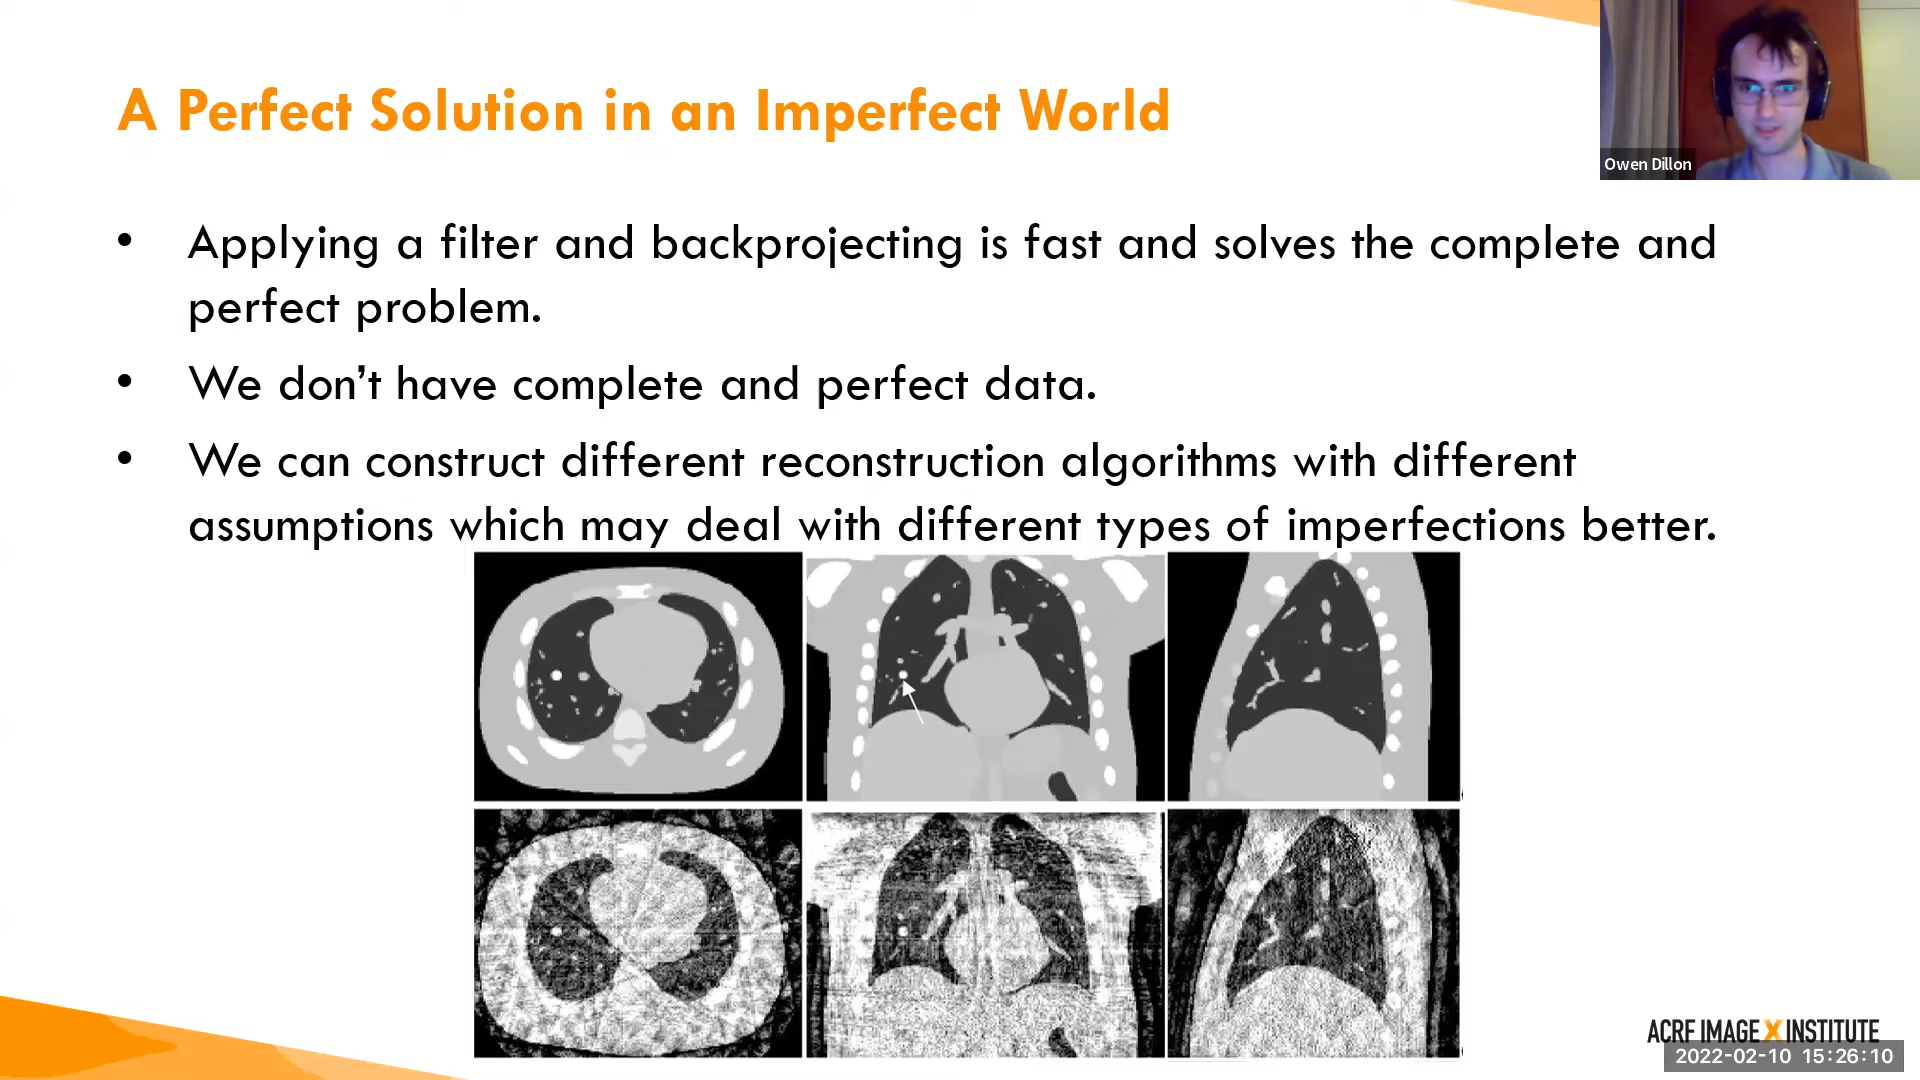 A Perfect Solution in an Imperfect World
Owen Dillon
• Applying a filter and backprojecting is fast and solves the complete and
perfect problem.
• We don’t have complete and perfect data.
• We can construct different reconstruction algorithms with different
assumptions which may deal with different types of imperfections better.
ACRF IMAGE X INSTITUTE
2022-02-10 15:26:10